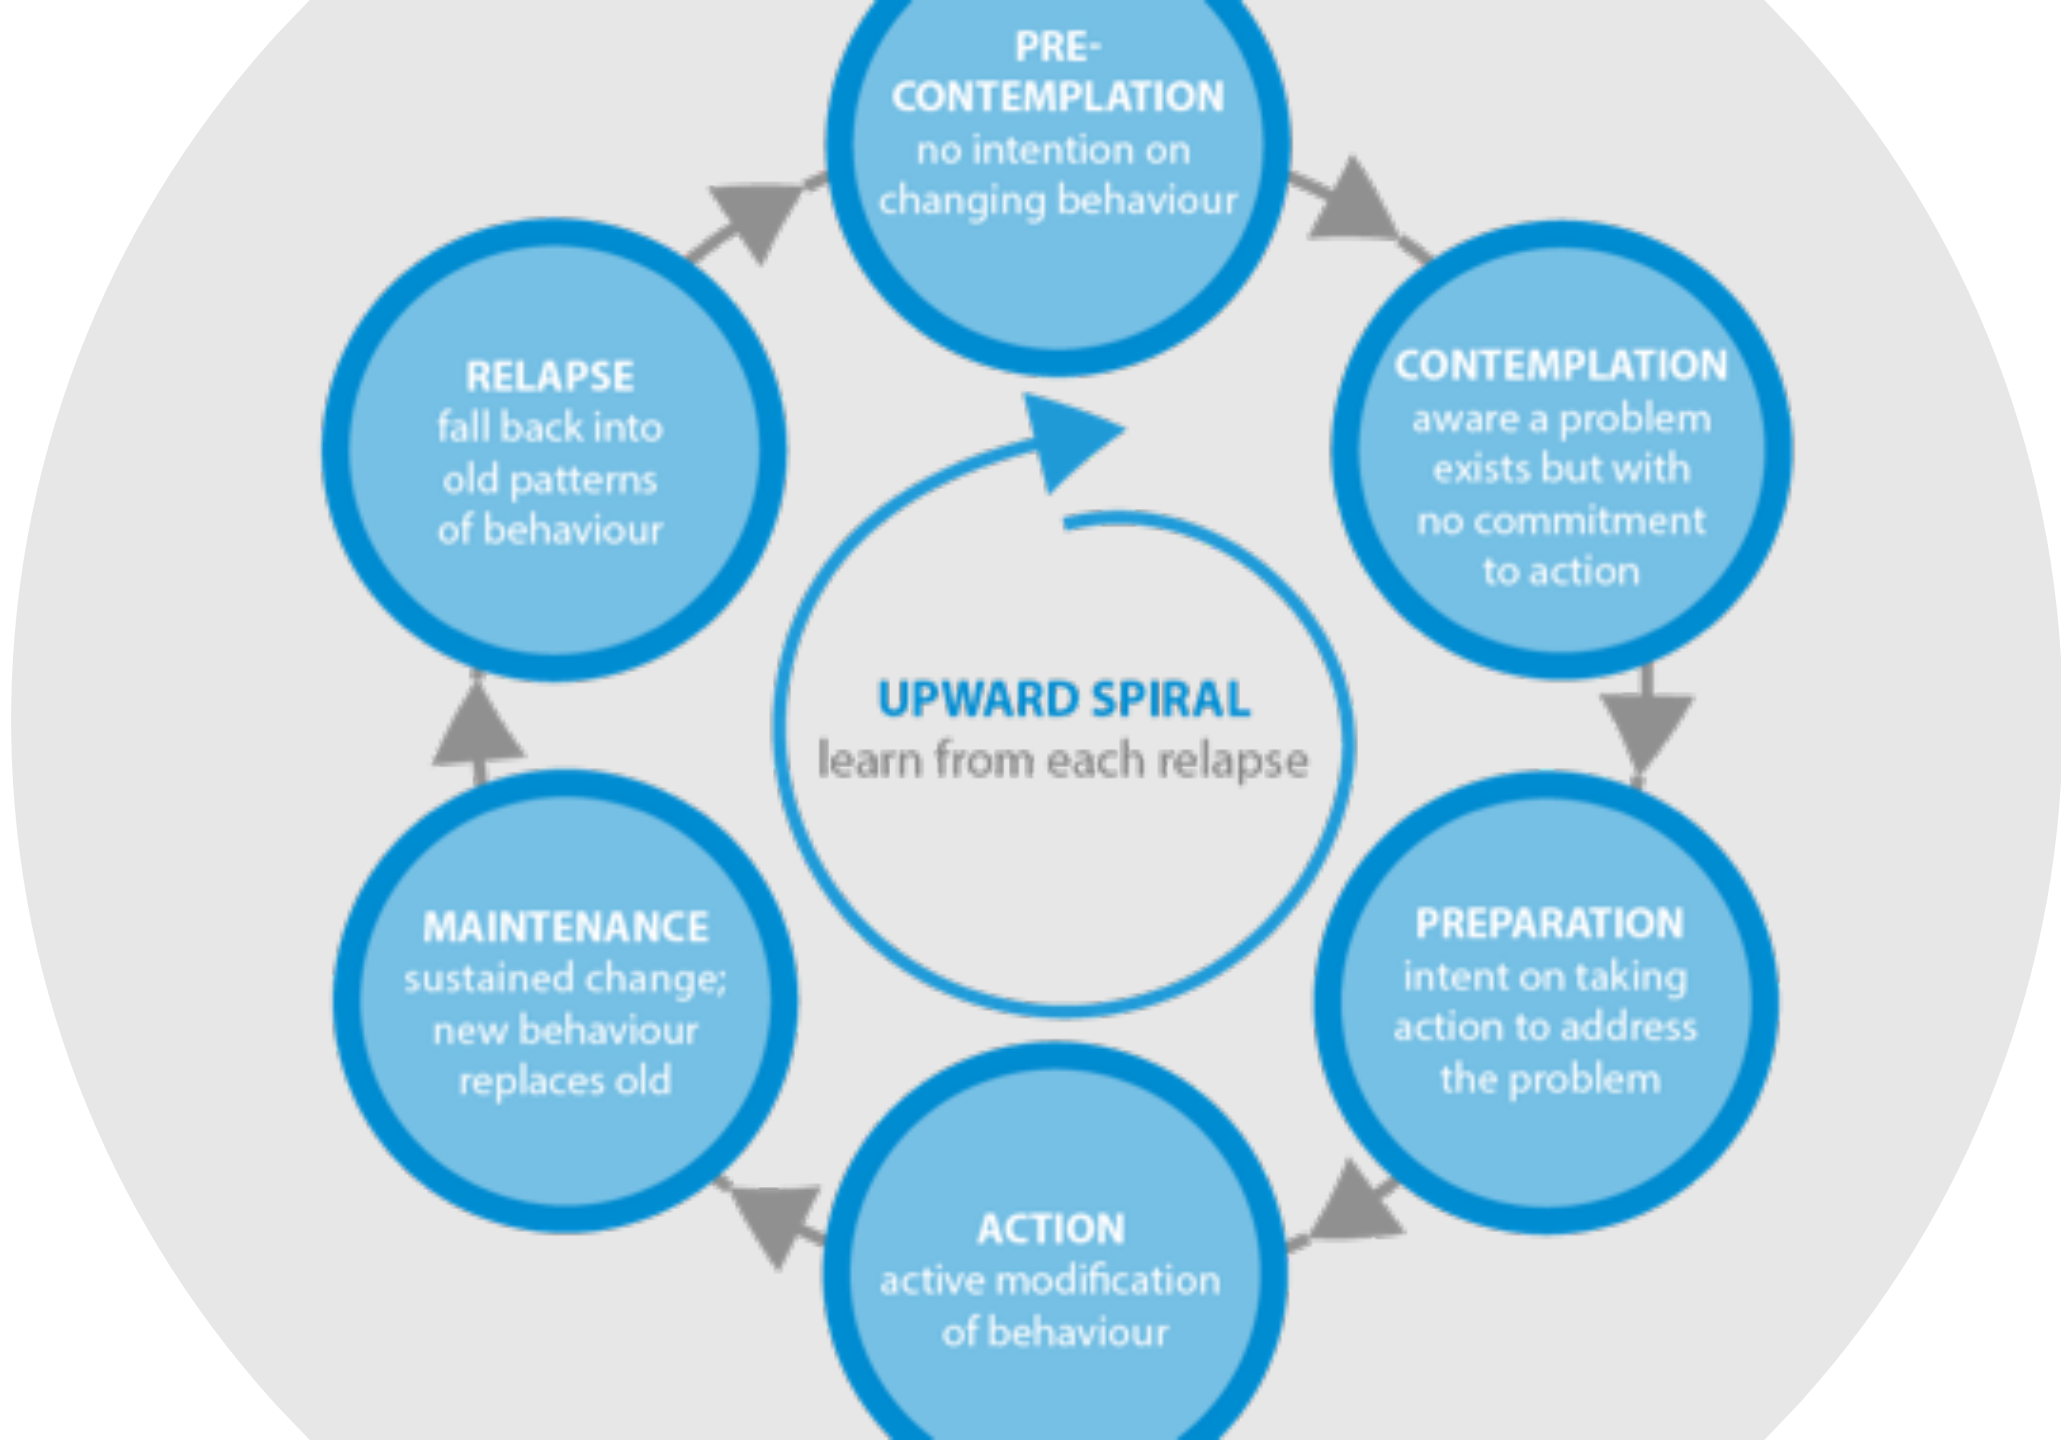 PRE-
CONTEMPLATION
no intention on
changing behaviour
CONTEMPLATION
aware a problem
exists but with
no commitment
to action
PREPARATION
intent on taking
action to address
the problem
ACTION
active modification
of behaviour
MAINTENANCE
sustained change;
new behaviour
replaces old
RELAPSE
fall back into
old patterns
of behaviour
UPWARD SPIRAL
learn from each relapse